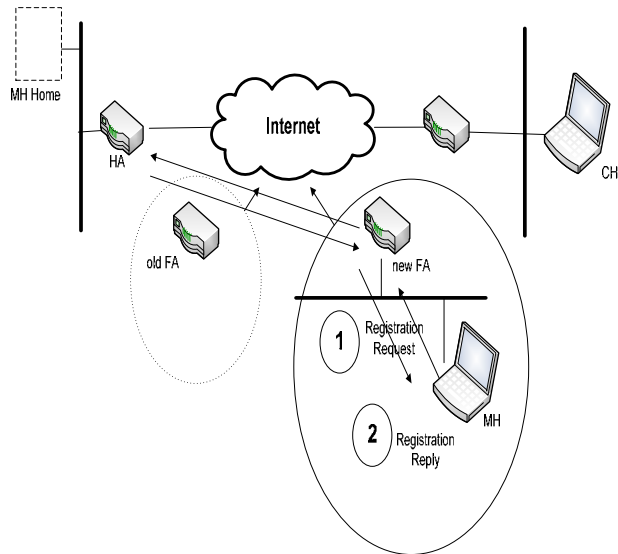 MH Home
HA
Internet
CH
old FA
new FA
1
Registration
Request
MH
2
Registration
Reply